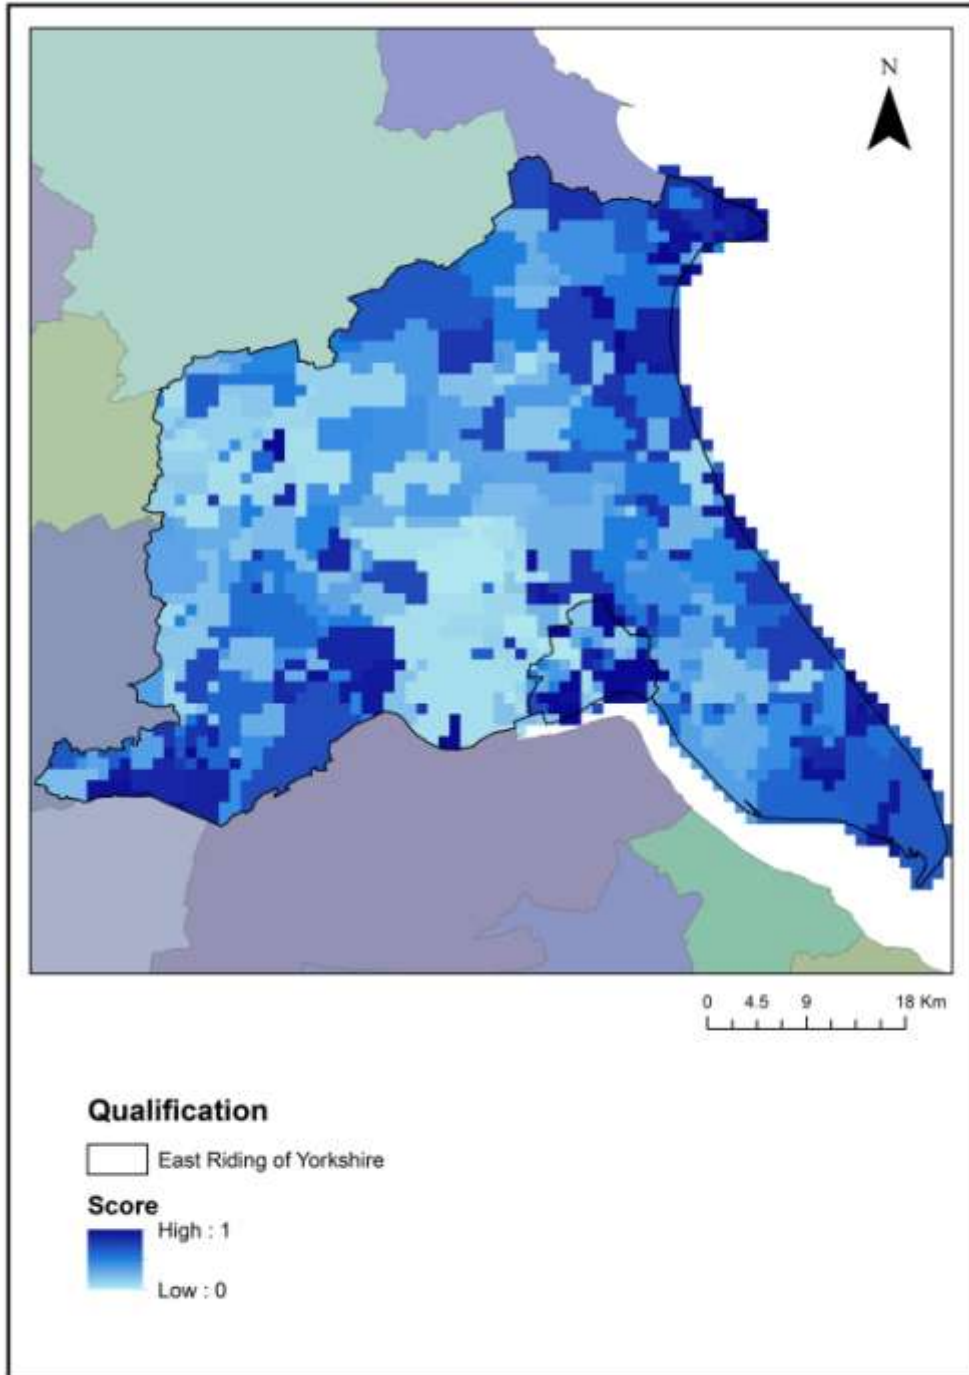 N
0 4.5 9 18 Km
Qualification
East Riding of Yorkshire
Score
High : 1
Low : 0